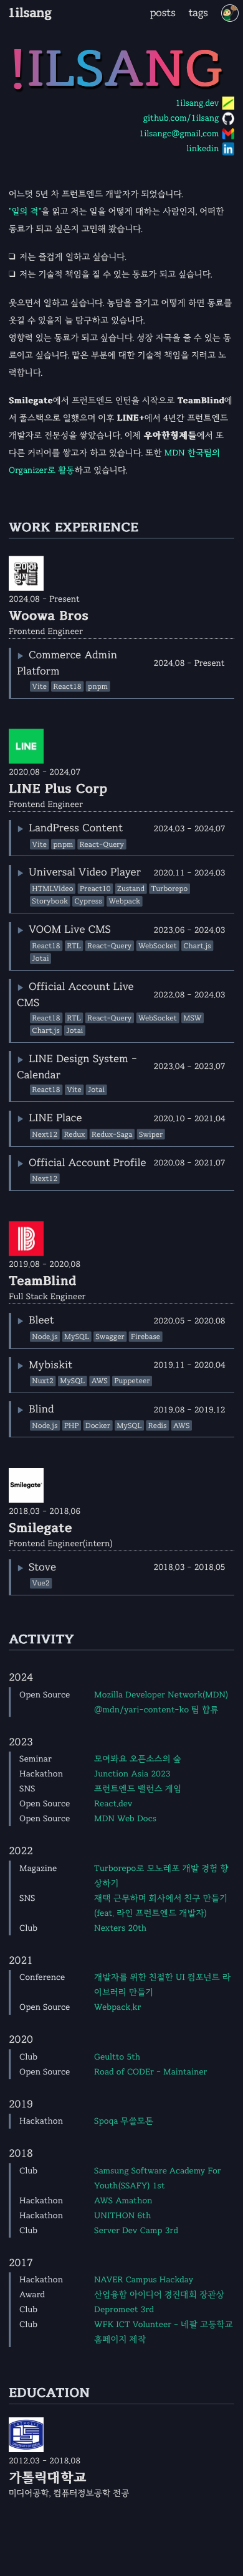 1ilsang
posts tags
!ILSANG
1ilsang.dev
github.com/1ilsang
1ilsangc@gmail.com
linkedin
어느덧 5년 차 프런트엔드 개발자가 되었습니다.
"일의 격"을 읽고 저는 일을 어떻게 대하는 사람인지, 어떠한
동료가 되고 싶은지 고민해 봤습니다.
저는 즐겁게 일하고 싶습니다.
저는 기술적 책임을 질 수 있는 동료가 되고 싶습니다.
웃으면서 일하고 싶습니다. 농담을 즐기고 어떻게 하면 동료를
웃길 수 있을지 늘 탐구하고 있습니다.
영향력 있는 동료가 되고 싶습니다. 성장 자극을 줄 수 있는 동
료이고 싶습니다. 맡은 부분에 대한 기술적 책임을 지려고 노
력합니다.
Smilegate에서 프런트엔드 인턴을 시작으로 TeamBlind에
서 풀스택으로 일했으며 이후 LINE+에서 4년간 프런트엔드
개발자로 전문성을 쌓았습니다. 이제 우아한형제들에서 또
다른 커리어를 쌓고자 하고 있습니다. 또한 MDN 한국팀의
Organizer로 활동하고 있습니다.
WORK EXPERIENCE
우아한형제들
2024.08 - Present
Woowa Bros
Frontend Engineer
Commerce Admin
Platform 2024.08 - Present
Vite React18 pnpm
LINE
2020.08 - 2024.07
LINE Plus Corp
Frontend Engineer
LandPress Content 2024.03 - 2024.07
Vite pnpm React-Query
Universal Video Player 2020.11 - 2024.03
HTMLVideo Preact10 Zustand Turborepo
Storybook Cypress Webpack
VOOM Live CMS 2023.06 - 2024.03
React18 RTL React-Query WebSocket Chart.js
Jotai
Official Account Live
CMS 2022.08 - 2024.03
React18 RTL React-Query WebSocket MSW
Chart.js Jotai
LINE Design System -
Calendar 2023.04 - 2023.07
React18 Vite Jotai
LINE Place 2020.10 - 2021.04
Next12 Redux Redux-Saga Swiper
Official Account Profile 2020.08 - 2021.07
Next12
2019.08 - 2020.08
TeamBlind
Full Stack Engineer
Bleet 2020.05 - 2020.08
Node.js MySQL Swagger Firebase
Mybiskit 2019.11 - 2020.04
Nuxt2 MySQL AWS Puppeteer
Blind 2019.08 - 2019.12
Node.js PHP Docker MySQL Redis AWS
Smilegate
2018.03 - 2018.06
Smilegate
Frontend Engineer(intern)
Stove 2018.03 - 2018.05
Vue2
ACTIVITY
2024
Open Source Mozilla Developer Network(MDN)
@mdn/yari-content-ko 팀 합류
2023
Seminar 모여봐요 오픈소스의 숲
Hackathon Junction Asia 2023
SNS 프런트엔드 밸런스 게임
Open Source React.dev
Open Source MDN Web Docs
2022
Magazine Turborepo로 모노레포 개발 경험 향
상하기
SNS 재택 근무하며 회사에서 친구 만들기
(feat. 라인 프런트엔드 개발자)
Club Nexters 20th
2021
Conference 개발자를 위한 친절한 UI 컴포넌트 라
이브러리 만들기
Open Source Webpack.kr
2020
Club Geultto 5th
Open Source Road of CODEr - Maintainer
2019
Hackathon Spoqa 무쓸모톤
2018
Club Samsung Software Academy For
Youth(SSAFY) 1st
Hackathon AWS Amathon
Hackathon UNITHON 6th
Club Server Dev Camp 3rd
2017
Hackathon NAVER Campus Hackday
Award 산업융합 아이디어 경진대회 장관상
Club Depromeet 3rd
Club WFK ICT Volunteer - 네팔 고등학교
홈페이지 제작
EDUCATION
2012.03 - 2018.08
가톨릭대학교
미디어공학, 컴퓨터정보공학 전공